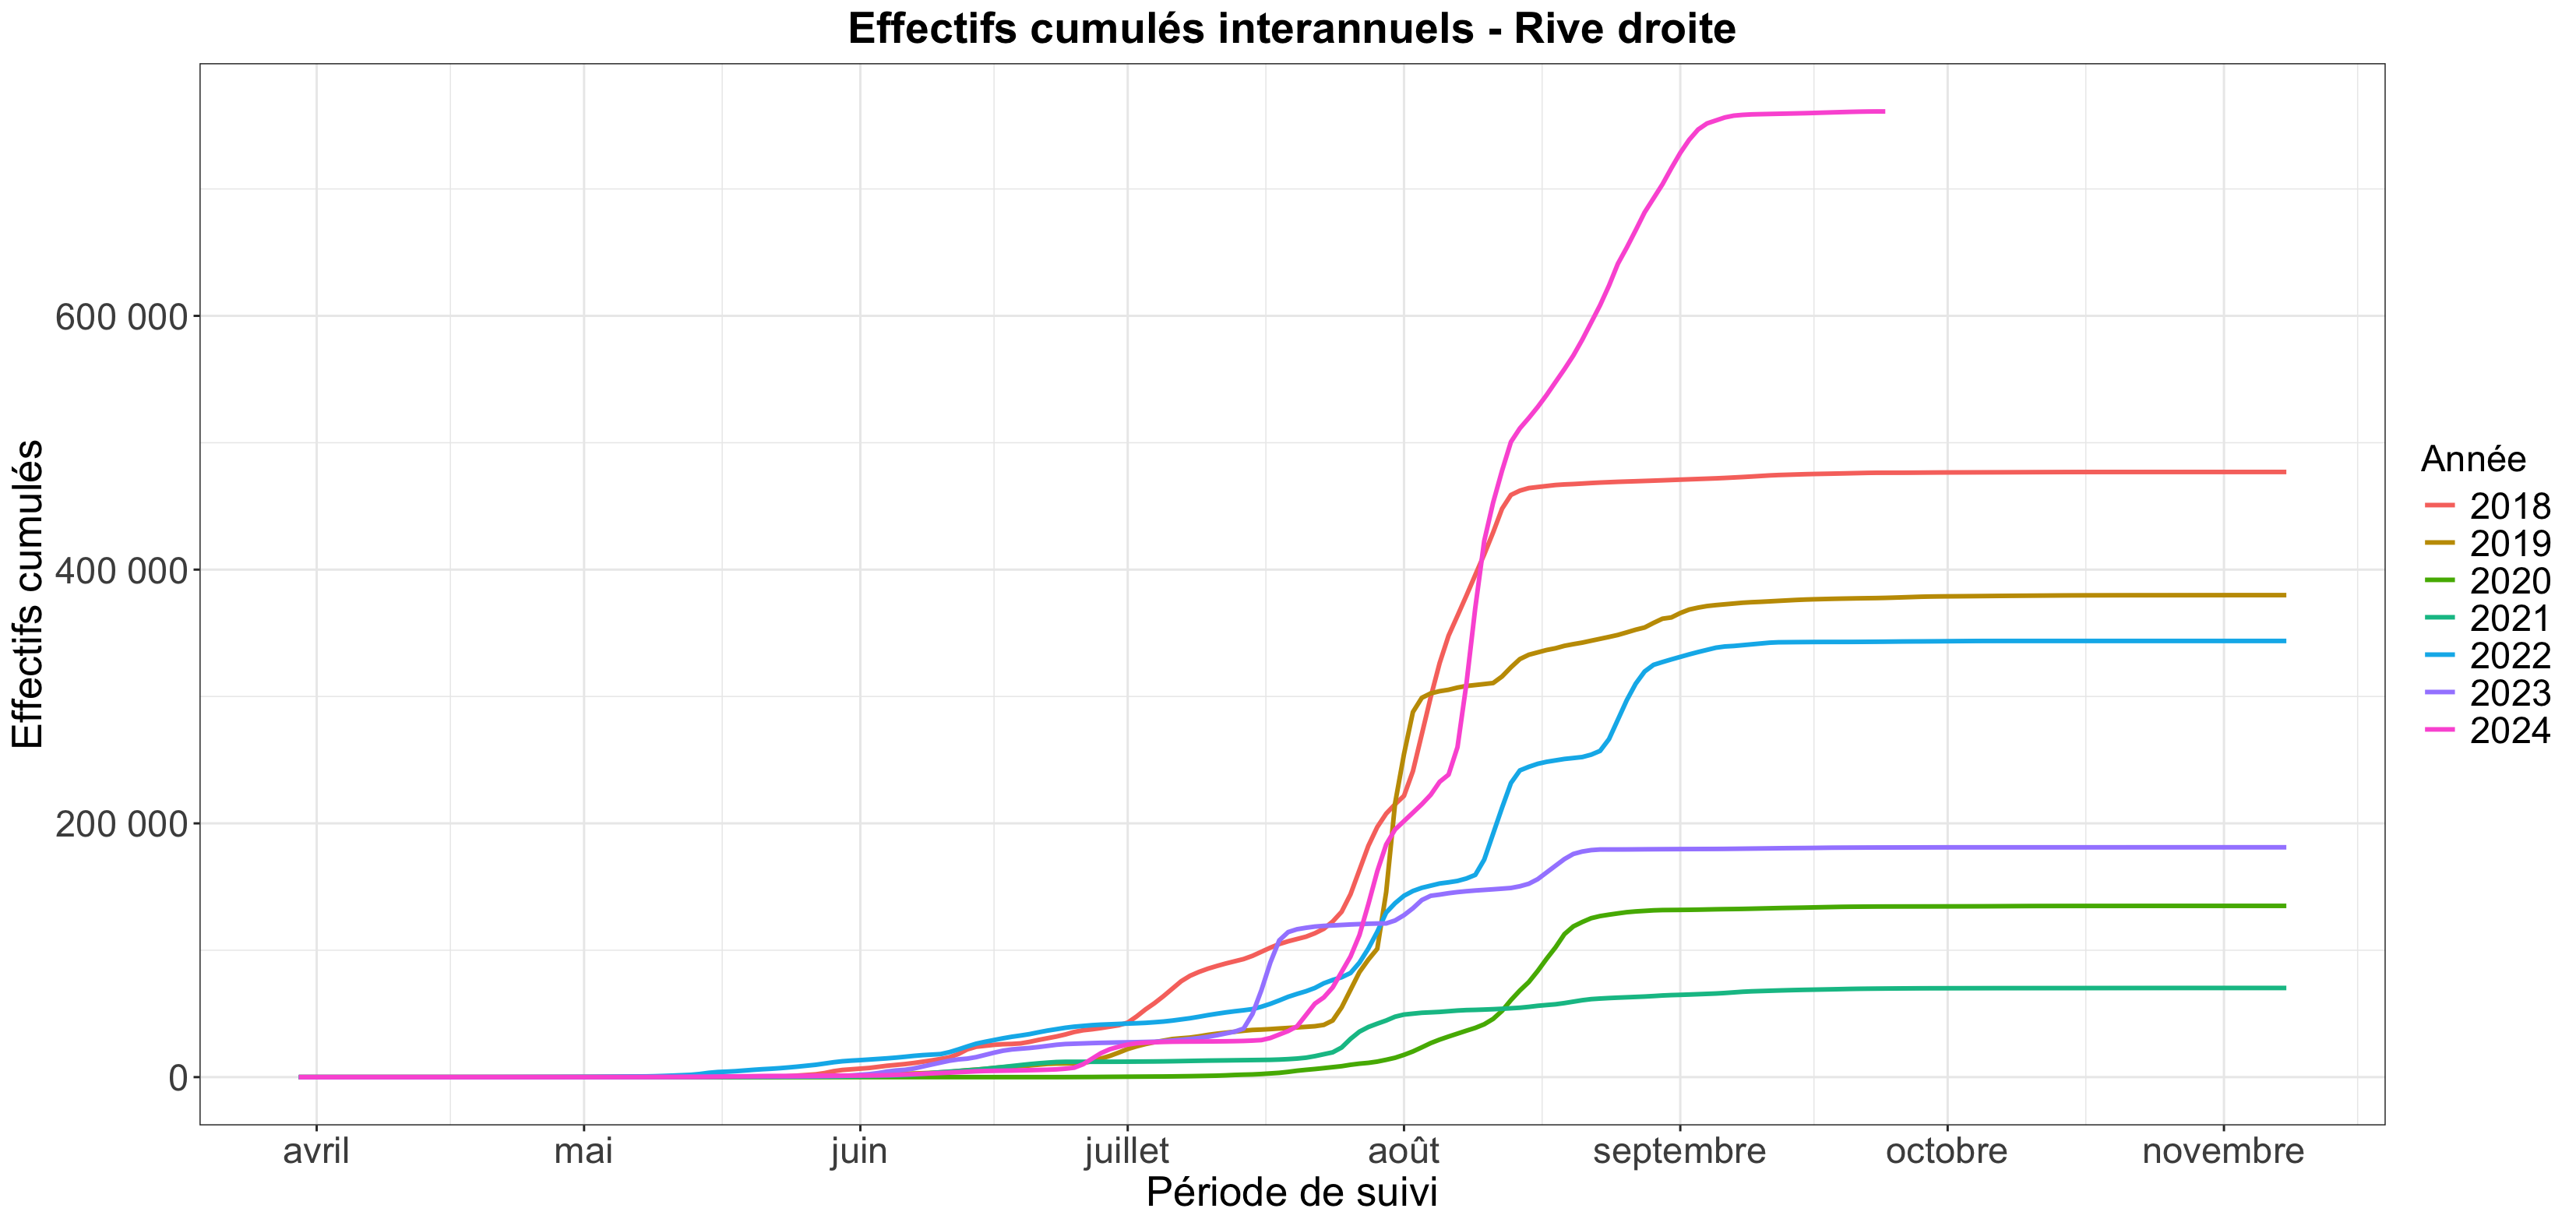 Effectifs cumulés interannuels - Rive droite
Effectifs cumulés
600 000
400 000
200 000
0
avril
mai
juin
juillet
août
septembre
octobre
novembre
Période de suivi
Année
2018
2019
2020
2021
2022
2023
2024